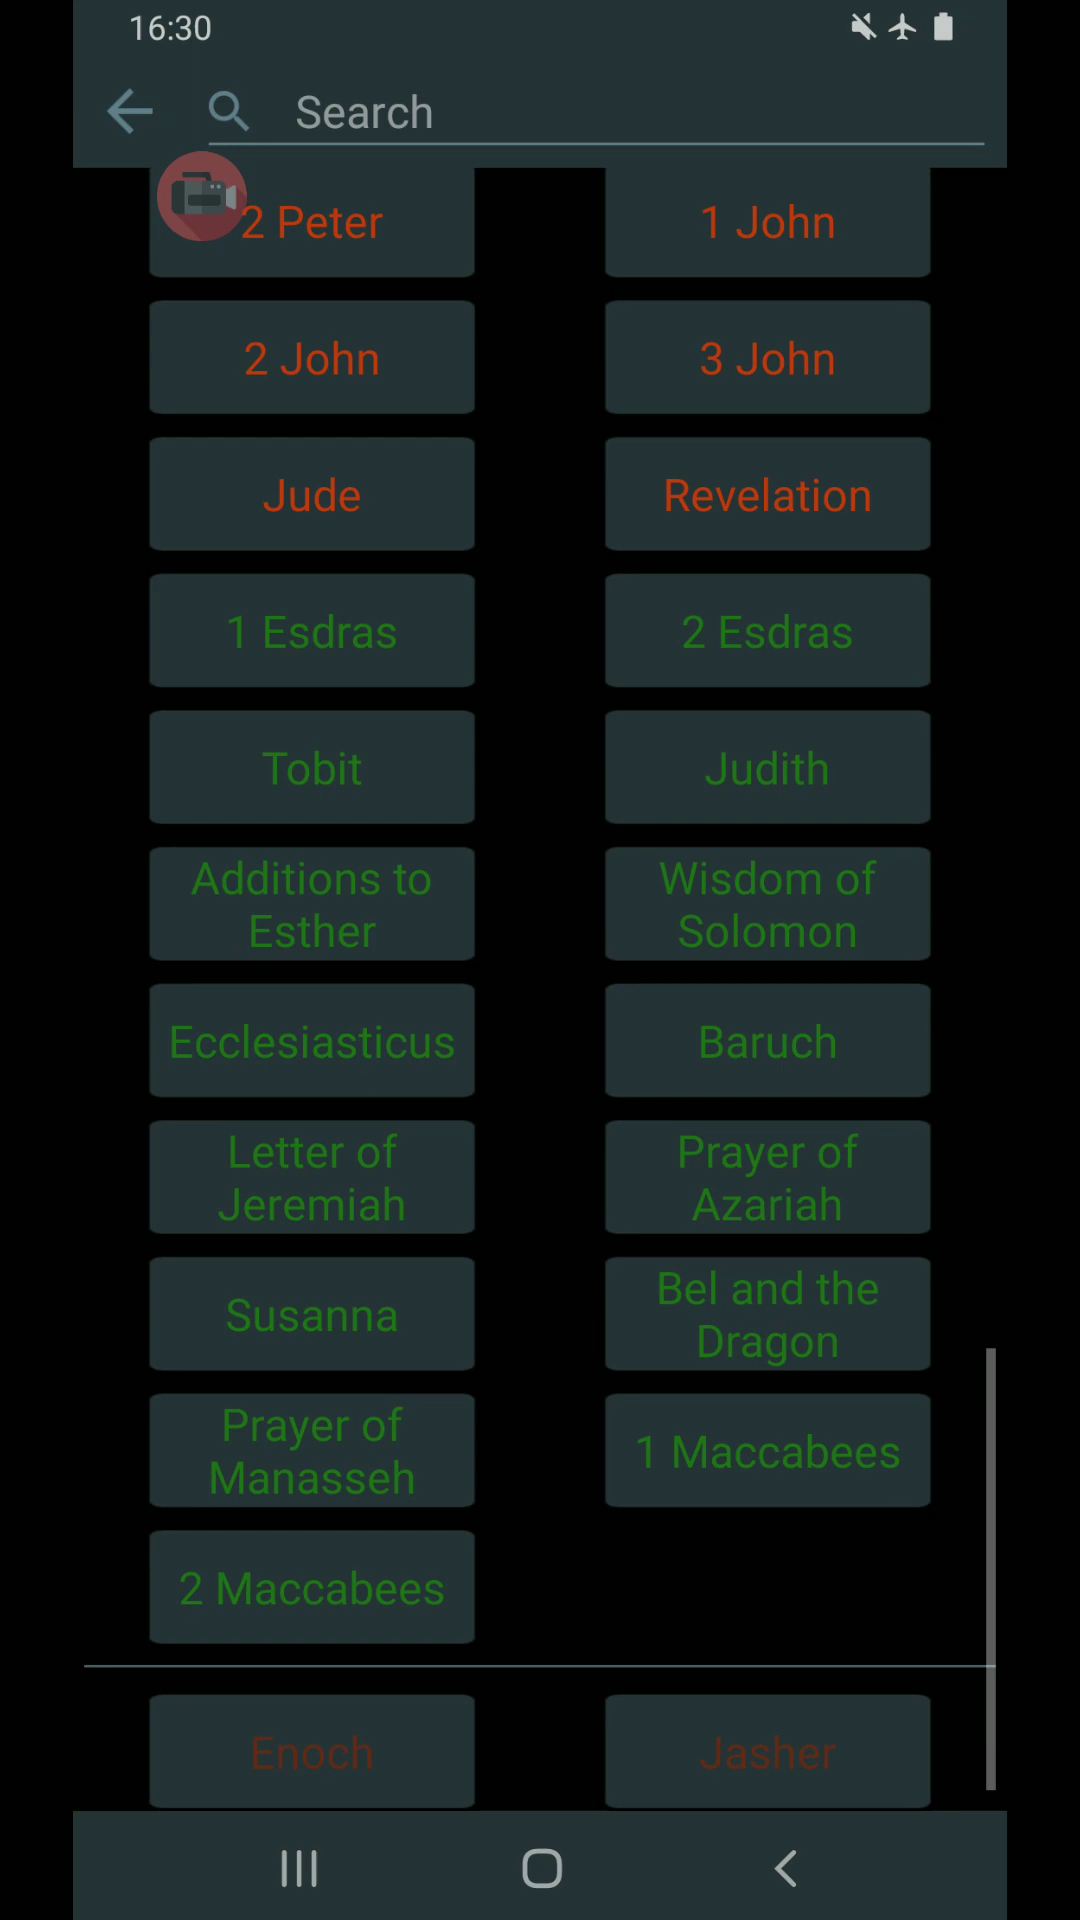 16:30
Search
2 Peter
1 John
2 John
3 John
Jude
Revelation
1 Esdras
2 Esdras
Tobit
Judith
Additions to
Esther
Wisdom of
Solomon
Ecclesiasticus
Baruch
Letter of
Jeremiah
Prayer of
Azariah
Susanna
Bel and the
Dragon
Prayer of
Manasseh
1 Maccabees
2 Maccabees
Enoch
Jasher